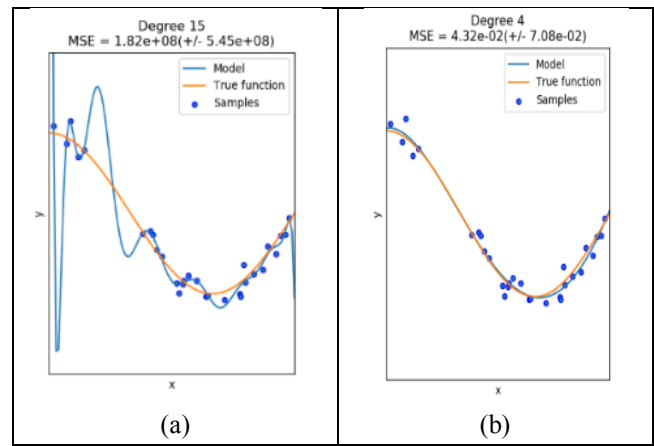 Degree 15
MSE = 1.82e+08(+/- 5.45e+08)
Model
True function
Samples
y
x
(a)
Degree 4
MSE = 4.32e-02(+/- 7.08e-02)
Model
True function
Samples
y
x
(b)